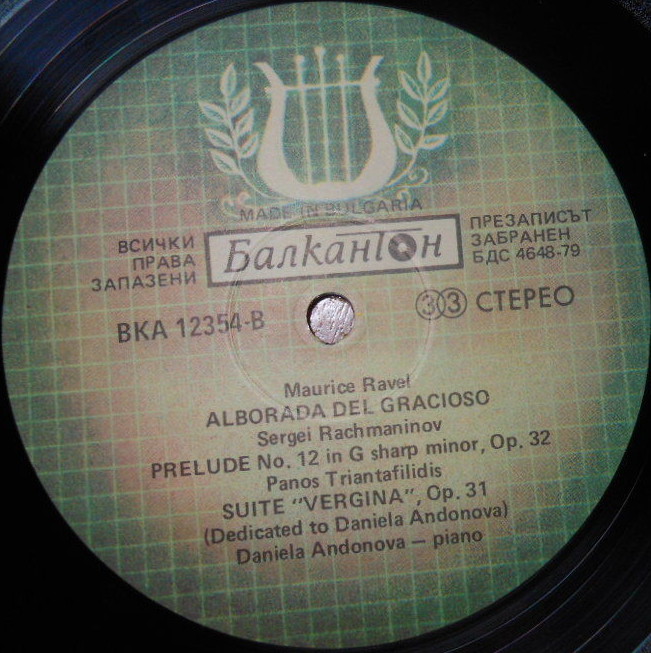 MADE IN BULGARIA
ВСИЧКИ
ПРАВА
ЗАПАЗЕНИ
Балкантон
ПРЕЗАПИСЪТ
ЗАБРАНЕН
БДС 4648-79
ВКА 12354-В
33 СТЕРЕО
Maurice Ravel
ALBORADA DEL GRACIOSO
Sergei Rachmaninov
PRELUDE No. 12 in G sharp minor, Op. 32
Panos Triantafilidis
SUITE "VERGINA", Op. 31
(Dedicated to Daniela Andonova)
Daniela Andonova — piano